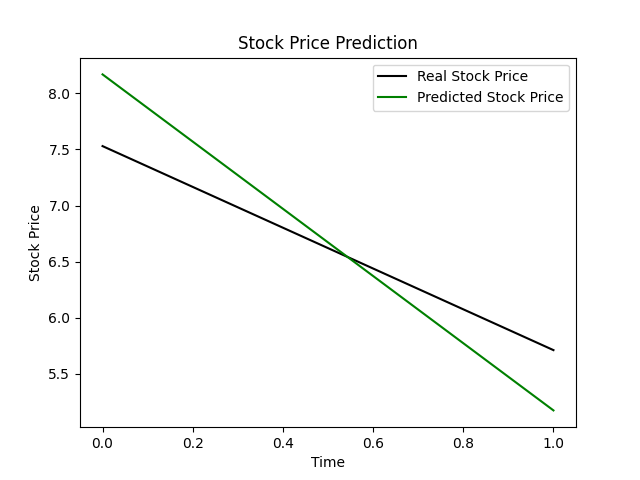 Stock Price Prediction
Real Stock Price
Predicted Stock Price
Stock Price
8.0
7.5
7.0
6.5
6.0
5.5
0.0 0.2 0.4 0.6 0.8 1.0
Time